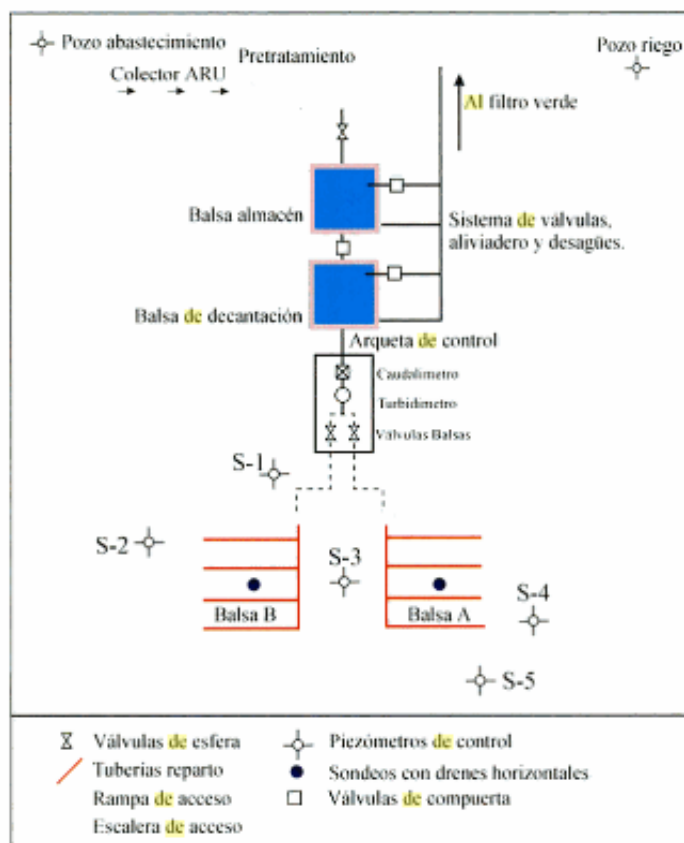 Pozo abastecimiento
Pretratamiento
Pozo riego
Colector ARU
Al filtro verde
Balsa almacén
Sistema de válvulas,
aliviadero y desagües.
Balsa de decantación
Arqueta de control
Caudalimetro
Turbidimetro
Válvulas Balsas
S-1
S-2
S-3
S-4
Balsa B
Balsa A
S-5
Válvulas de esfera
Piezómetros de control
Tuberías reparto
Sondeos con drenes horizontales
Rampa de acceso
Válvulas de compuerta
Escalera de acceso